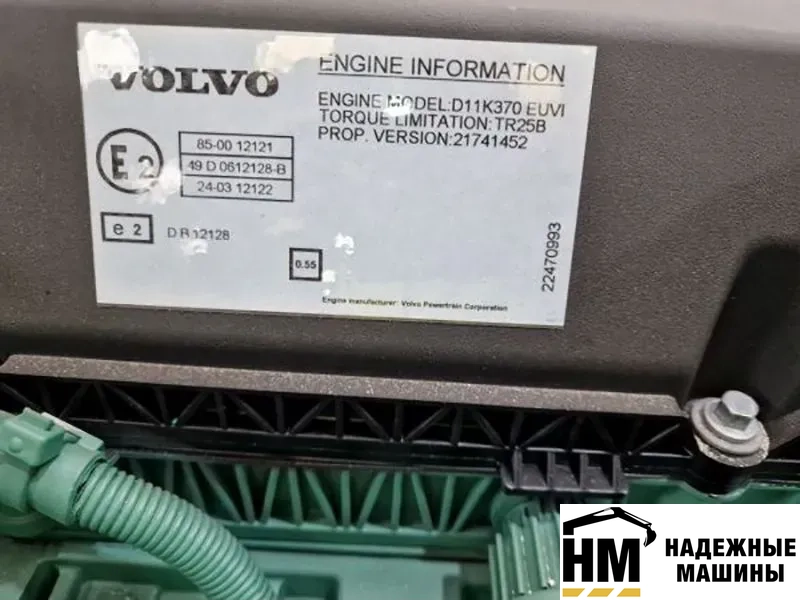 VOLVO
ENGINE INFORMATION
ENGINE MODEL:D11K370 EUVI
TORQUE LIMITATION:TR25B
PROP. VERSION:21741452
E2
85-00 12121
49 D 0612128-B
24-03 12122
e 2
D R 12128
0.55
22470993
Engine manufacturer: Volvo Powertrain Corporation
НМ
НАДЕЖНЫЕ
МАШИНЫ